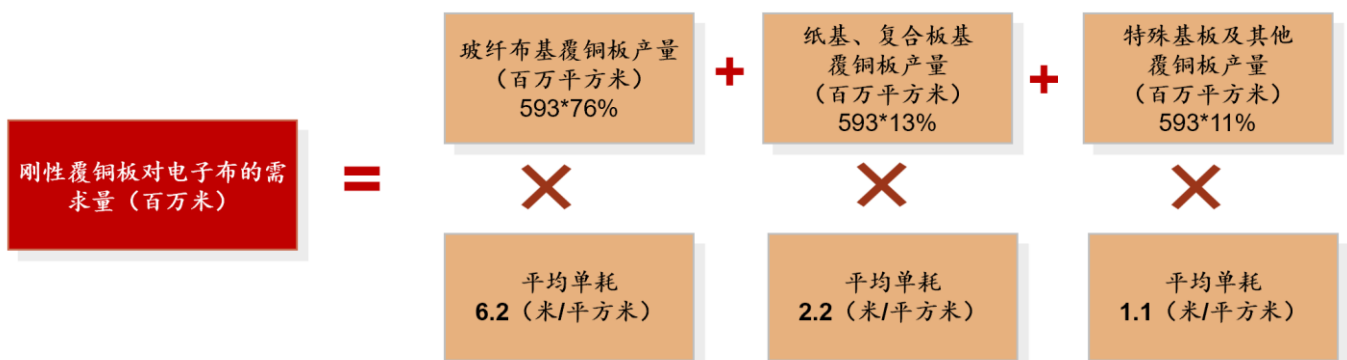 刚性覆铜板对电子布的需
求量（百万米）
=
玻纤布基覆铜板产量
（百万平方米）
593*76%
+
纸基、复合板基
覆铜板产量
（百万平方米）
593*13%
+
特殊基板及其他
覆铜板产量
（百万平方米）
593*11%
×
×
×
平均单耗
6.2（米/平方米）
平均单耗
2.2（米/平方米）
平均单耗
1.1（米/平方米）